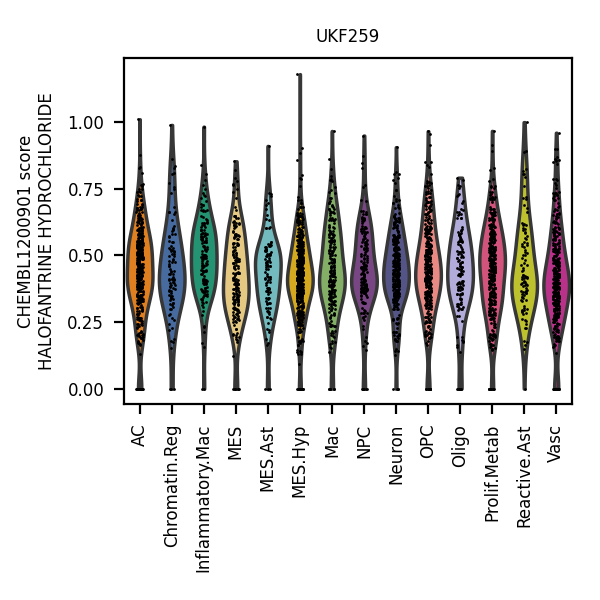 UKF259
CHEMBL1200901 score
HALOFANTRINE HYDROCHLORIDE
1.00
0.75
0.50
0.25
0.00
AC
Chromatin.Reg
Inflammatory.Mac
MES
MES.Ast
MES.Hyp
Mac
NPC
Neuron
OPC
Oligo
Prolif.Metab
Reactive.Ast
Vasc